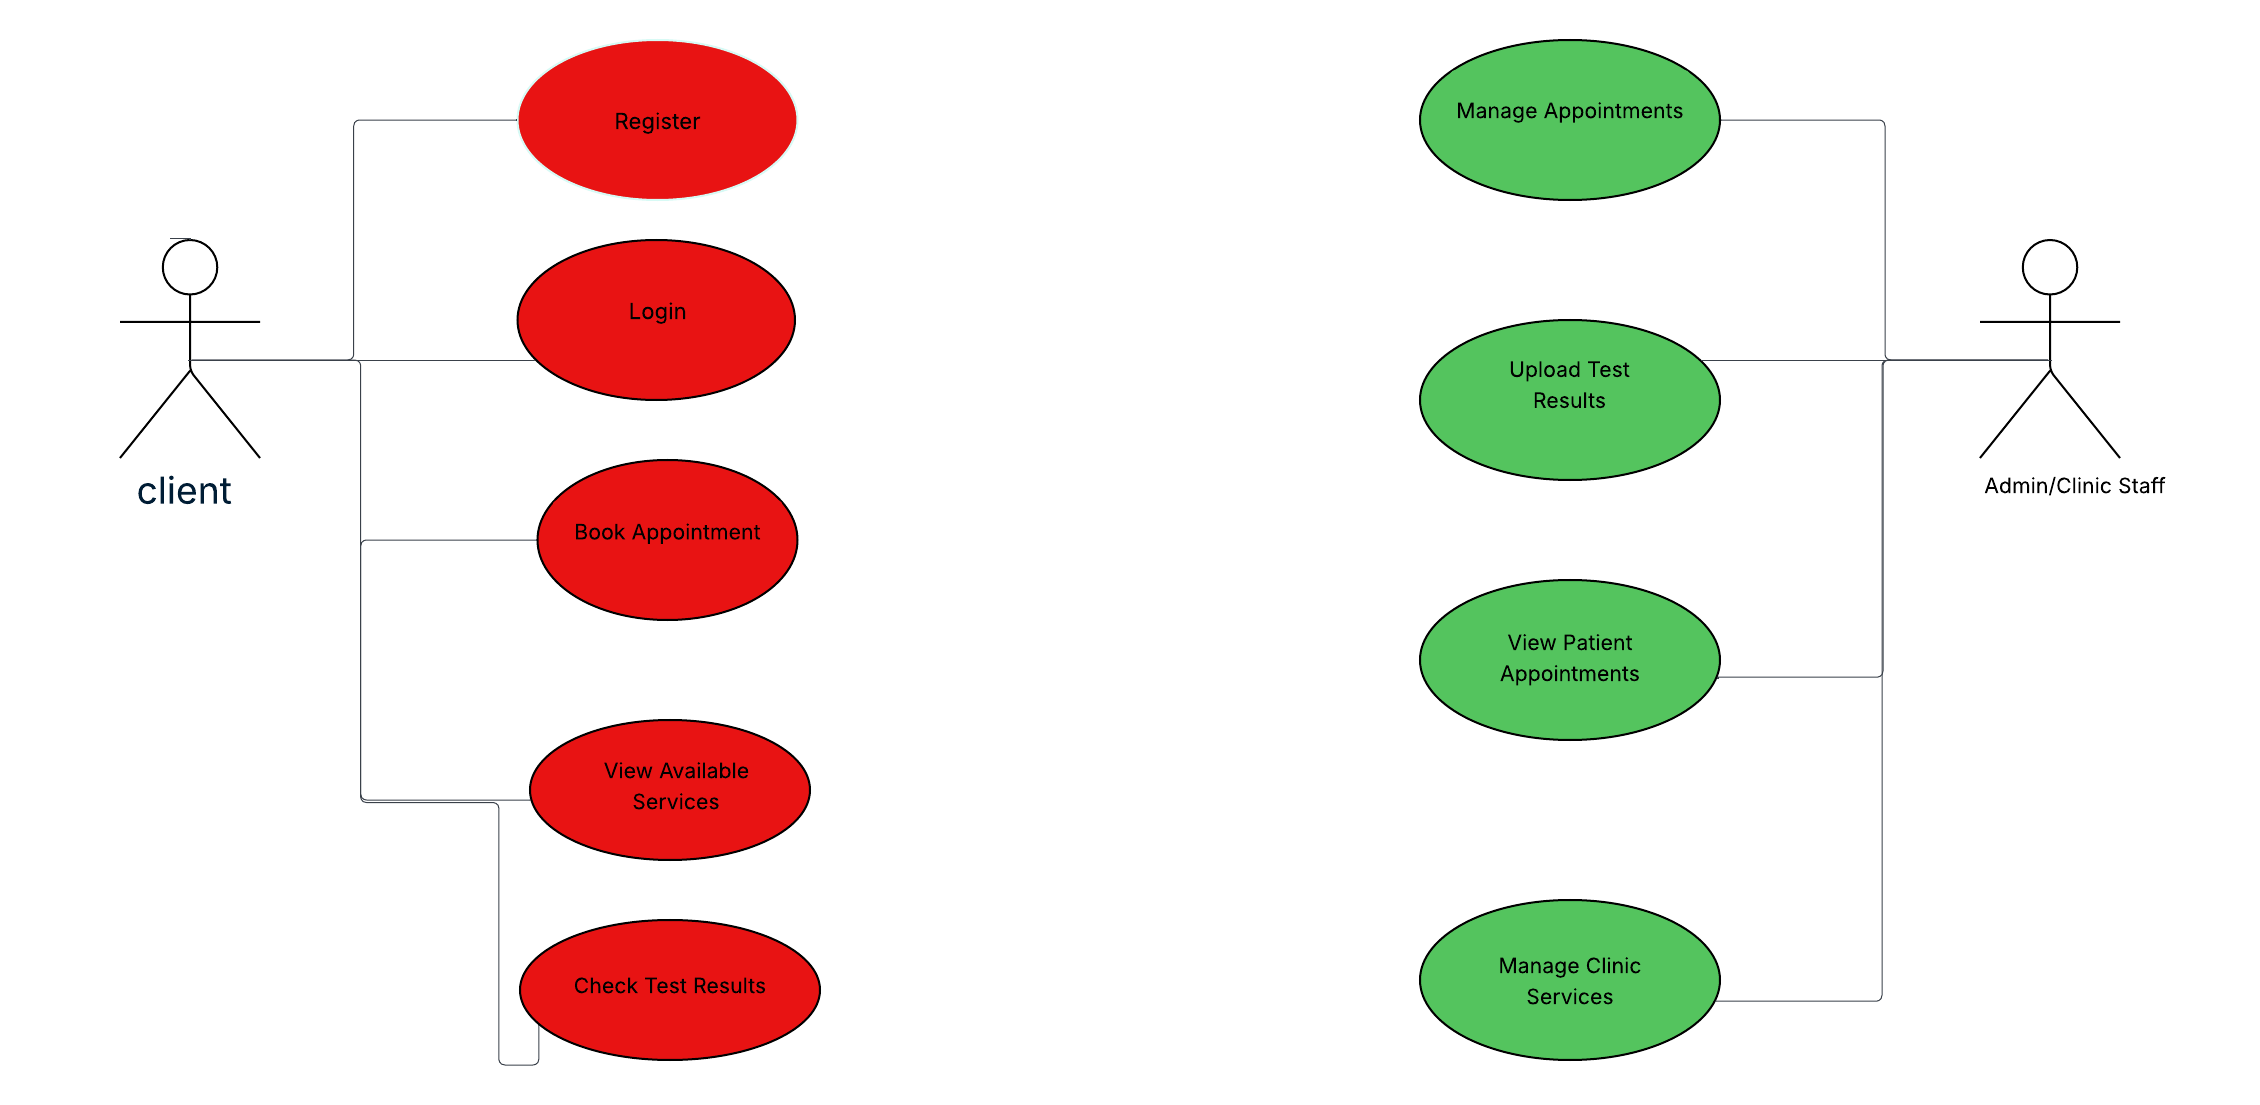 Register
Login
Book Appointment
View Available
Services
Check Test Results
client
Manage Appointments
Upload Test
Results
View Patient
Appointments
Manage Clinic
Services
Admin/Clinic Staff